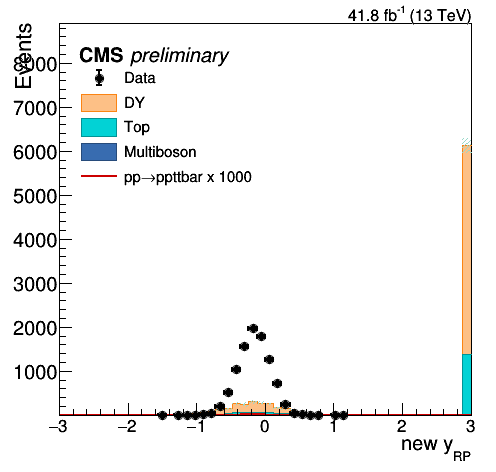 41.8 fb⁻¹ (13 TeV)
Events
CMS preliminary
Data
DY
Top
Multiboson
pp→ppttbar x 1000
8000
7000
6000
5000
4000
3000
2000
1000
−3 −2 −1 0 1 2 3
new y_RP